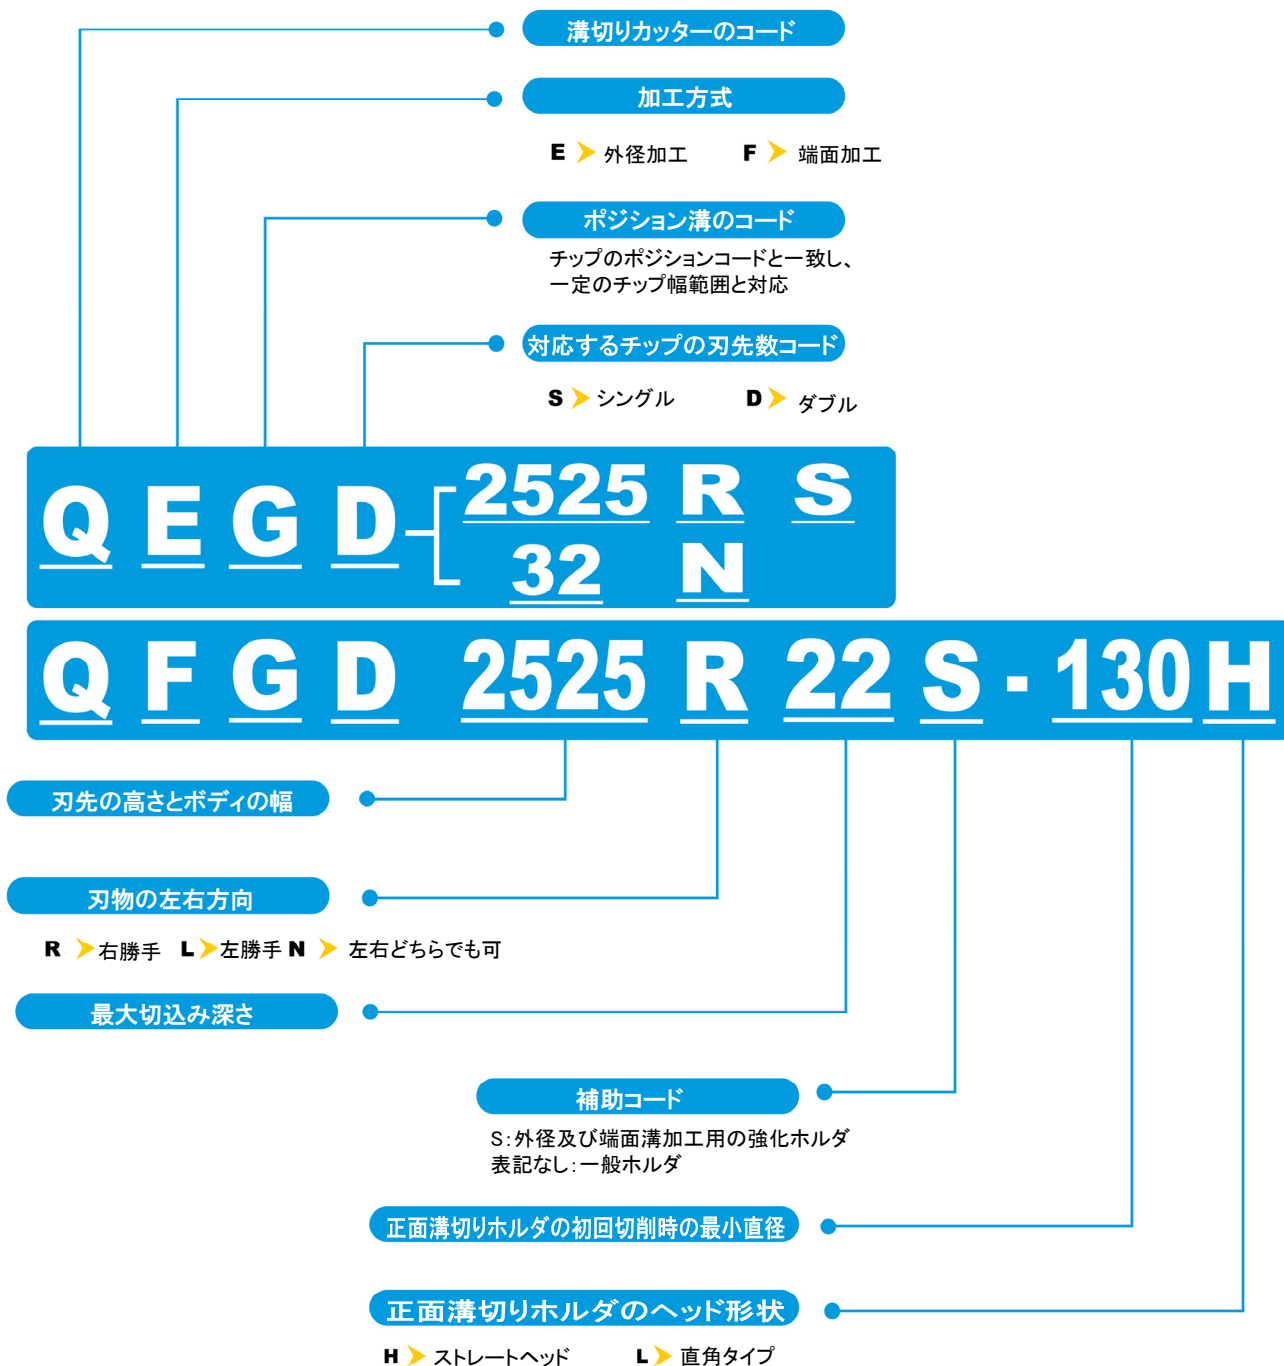 溝切りカッターのコード
加工方式
E 外径加工 F 端面加工
ポジション溝のコード
チップのポジションコードと一致し、
一定のチップ幅範囲と対応
対応するチップの刃先数コード
S シングル D ダブル
Q E G D 2525 R S
32 N
Q F G D 2525 R 22 S - 130 H
刃先の高さとボディの幅
刃物の左右方向
R 右勝手 L 左勝手 N 左右どちらでも可
最大切込み深さ
補助コード
S：外径及び端面溝加工用の強化ホルダ
表記なし：一般ホルダ
正面溝切りホルダの初回切削時の最小直径
正面溝切りホルダのヘッド形状
H ストレートヘッド L 直角タイプ